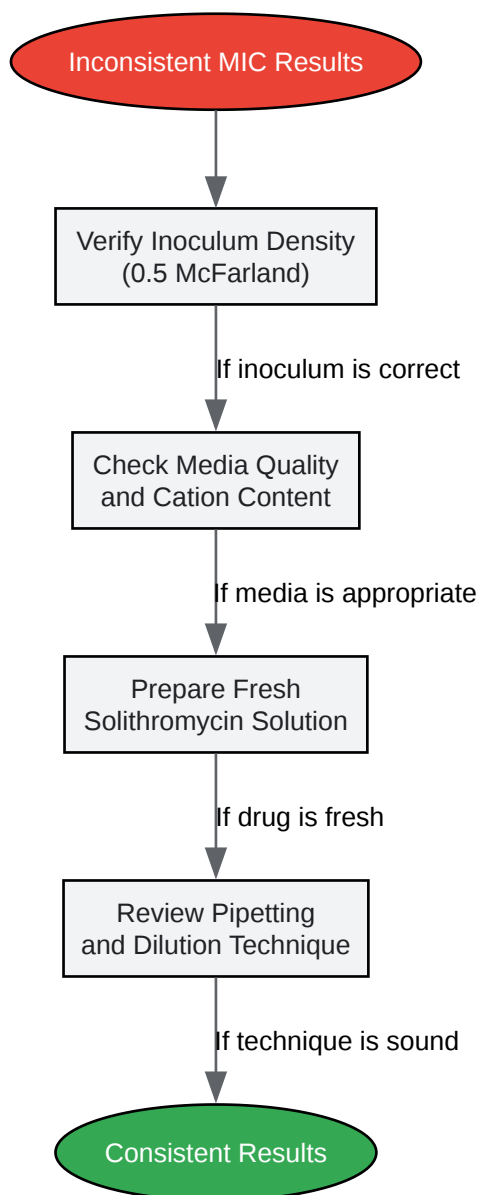 Inconsistent MIC Results
Verify Inoculum Density
(0.5 McFarland)
If inoculum is correct
Check Media Quality
and Cation Content
If media is appropriate
Prepare Fresh
Solithromycin Solution
If drug is fresh
Review Pipetting
and Dilution Technique
If technique is sound
Consistent Results